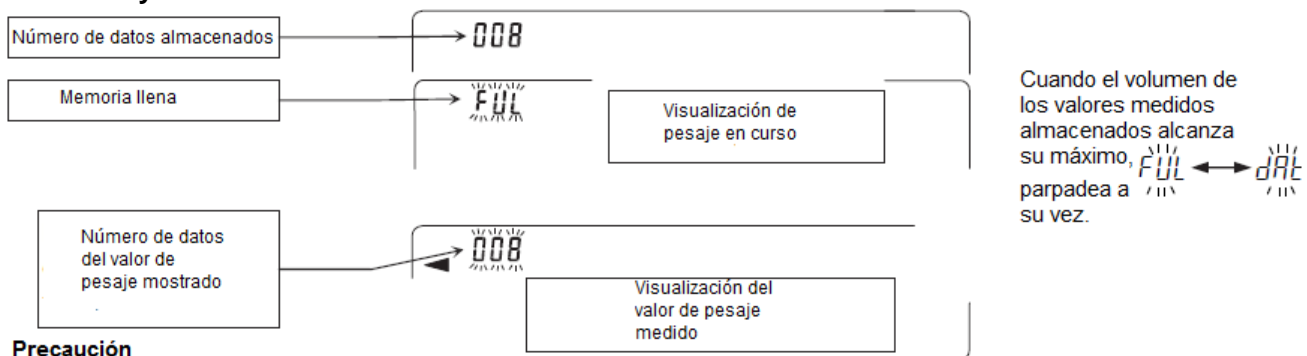 Número de datos almacenados
008
Memoria llena
FUL
Visualización de
pesaje en curso
Cuando el volumen de
los valores medidos
almacenados alcanza
su máximo, FUL dAt
parpadea a
su vez.
Número de datos
del valor de
pesaje mostrado
008
Visualización del
valor de pesaje
medido
Precaución